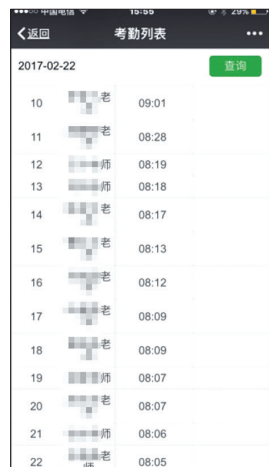 中国电信 15:55 29%
返回 考勤列表
2017-02-22 查询
10 老 09:01
11 老 08:28
12 师 08:19
13 师 08:18
14 老 08:17
15 老 08:13
16 老 08:12
17 老 08:09
18 老 08:09
19 师 08:07
20 老 08:07
21 师 08:06
22 老 08:05
师